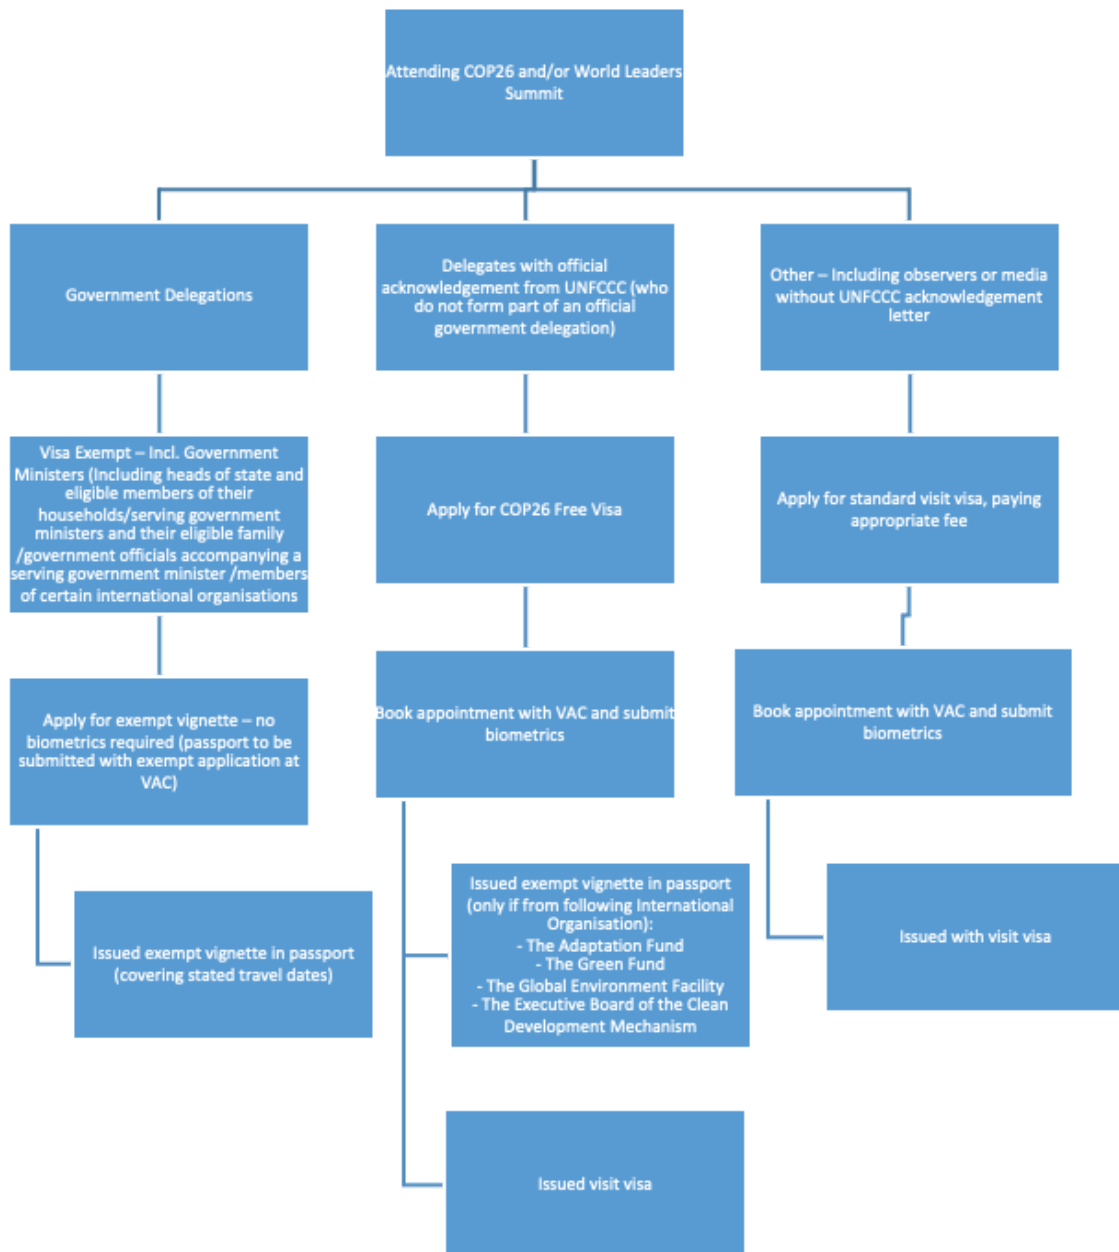 Attending COP26 and/or World Leaders
Summit
Government Delegations
Delegates with official
acknowledgement from UNFCCC (who
do not form part of an official
government delegation)
Other – Including observers or media
without UNFCCC acknowledgement
letter
Visa Exempt – Incl. Government
Ministers (Including heads of state and
eligible members of their
households/serving government
ministers and their eligible family
/government officials accompanying a
serving government minister /members
of certain international organisations
Apply for COP26 Free Visa
Apply for standard visit visa, paying
appropriate fee
Apply for exempt vignette – no
biometrics required (passport to be
submitted with exempt application at
VAC)
Book appointment with VAC and submit
biometrics
Book appointment with VAC and submit
biometrics
Issued exempt vignette in passport
(covering stated travel dates)
Issued exempt vignette in passport
(only if from following International
Organisation):
- The Adaptation Fund
- The Green Fund
- The Global Environment Facility
- The Executive Board of the Clean
Development Mechanism
Issued with visit visa
Issued visit visa